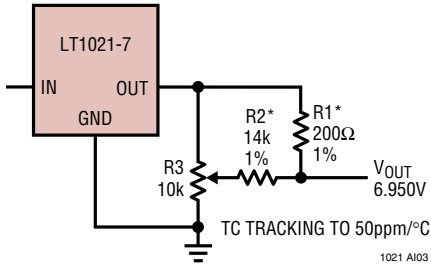 LT1021-7
IN
OUT
GND
R3
10k
R2*
14k
1%
R1*
200Ω
1%
VOUT
6.950V
TC TRACKING TO 50ppm/°C
1021 AI03